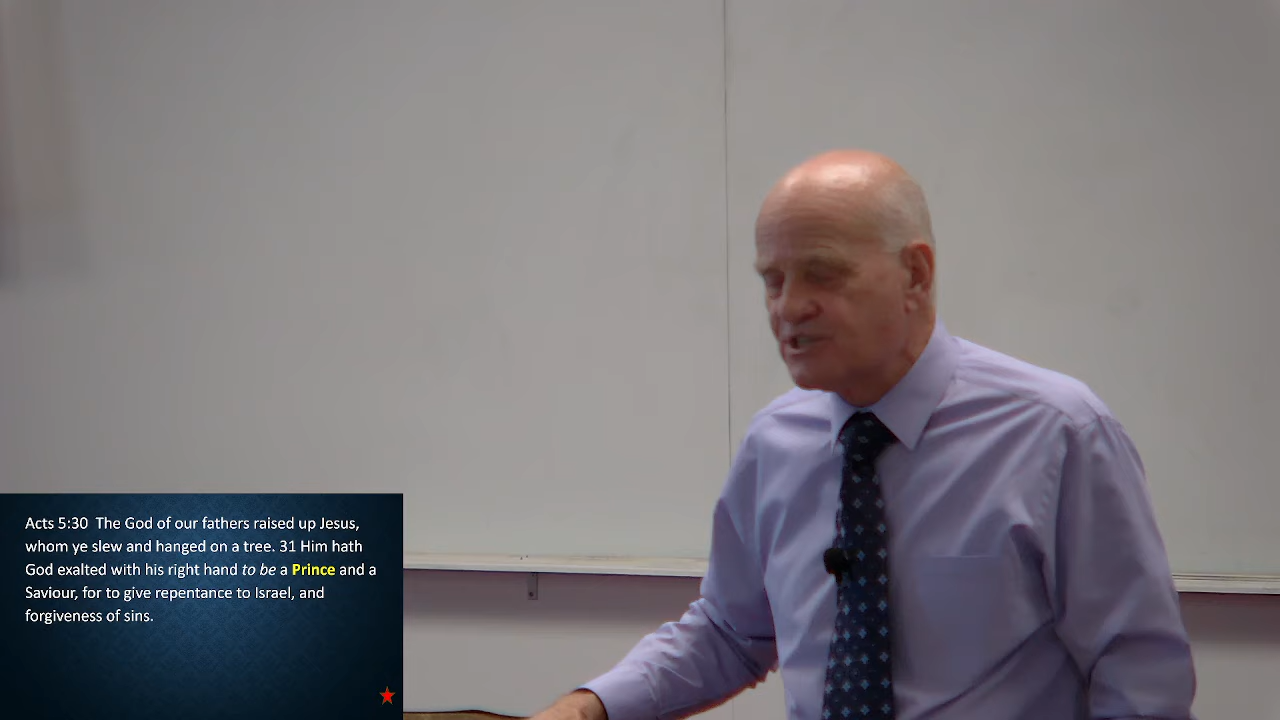 Acts 5:30  The God of our fathers raised up Jesus,
whom ye slew and hanged on a tree. 31 Him hath
God exalted with his right hand to be a Prince and a
Saviour, for to give repentance to Israel, and
forgiveness of sins.